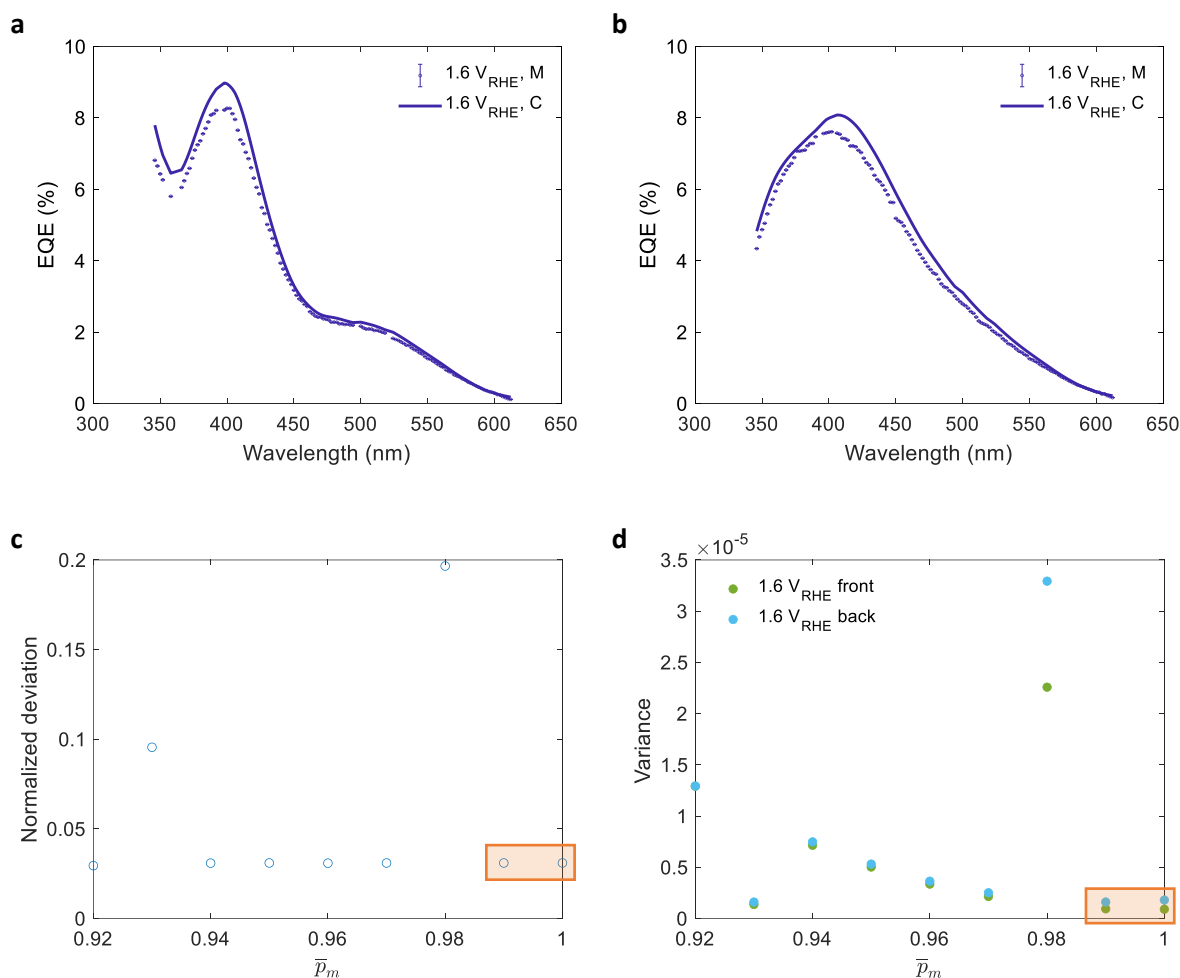 a
10
8
6
4
2
0
EQE (%)
300 350 400 450 500 550 600 650
Wavelength (nm)
1.6 V_RHE, M
1.6 V_RHE, C
b
10
8
6
4
2
0
EQE (%)
300 350 400 450 500 550 600 650
Wavelength (nm)
1.6 V_RHE, M
1.6 V_RHE, C
c
0.2
0.15
0.1
0.05
0
Normalized deviation
0.92 0.94 0.96 0.98 1
p̅_m
d
×10^-5
3.5
3
2.5
2
1.5
1
0.5
0
Variance
0.92 0.94 0.96 0.98 1
p̅_m
1.6 V_RHE front
1.6 V_RHE back